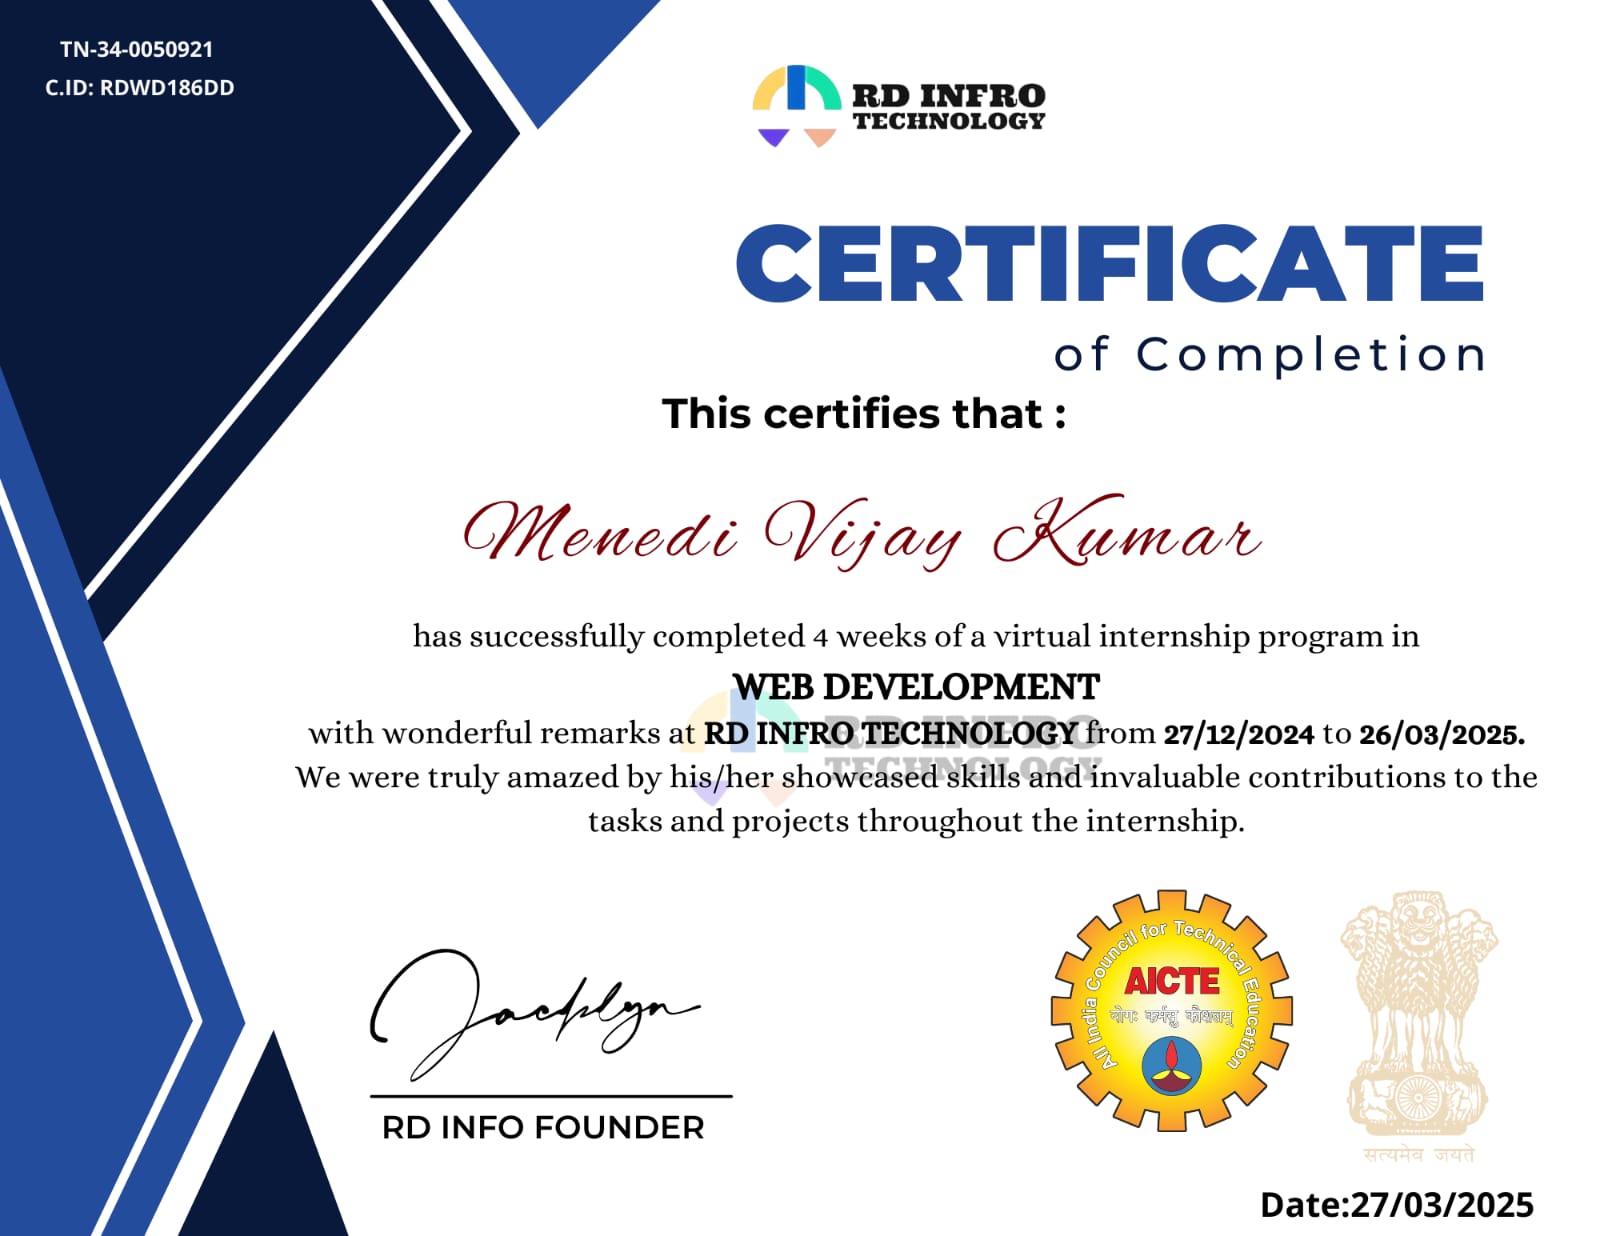 TN-34-0050921
C.ID: RDWD186DD
RD INFRO
TECHNOLOGY
CERTIFICATE
of Completion
This certifies that :
Menedi Vijay Kumar
has successfully completed 4 weeks of a virtual internship program in
WEB DEVELOPMENT
with wonderful remarks at RD INFRO TECHNOLOGY from 27/12/2024 to 26/03/2025.
We were truly amazed by his/her showcased skills and invaluable contributions to the
tasks and projects throughout the internship.
RD INFRO
TECHNOLOGY
Jacklyn
RD INFO FOUNDER
All India Council for Technical Education
AICTE
योगः कर्मसु कौशलम्
सत्यमेव जयते
Date:27/03/2025